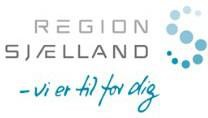 REGION
SJÆLLAND
- vi er til for dig